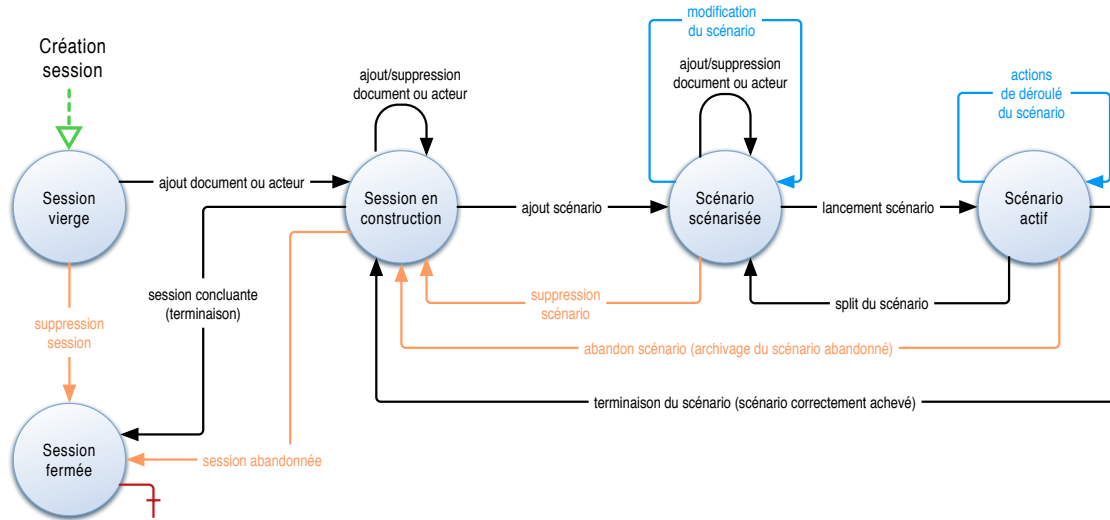 modification
du scénario
Création
session
ajout/suppression
document ou acteur
ajout/suppression
document ou acteur
actions
de déroulé
du scénario
Session
vierge
ajout document ou acteur
Session en
construction
ajout scénario
Scénario
scénarisée
lancement scénario
Scénario
actif
session concluante
(terminaison)
suppression
scénario
split du scénario
suppression
session
abandon scénario (archivage du scénario abandonné)
terminaison du scénario (scénario correctement achevé)
Session
fermée
session abandonnée